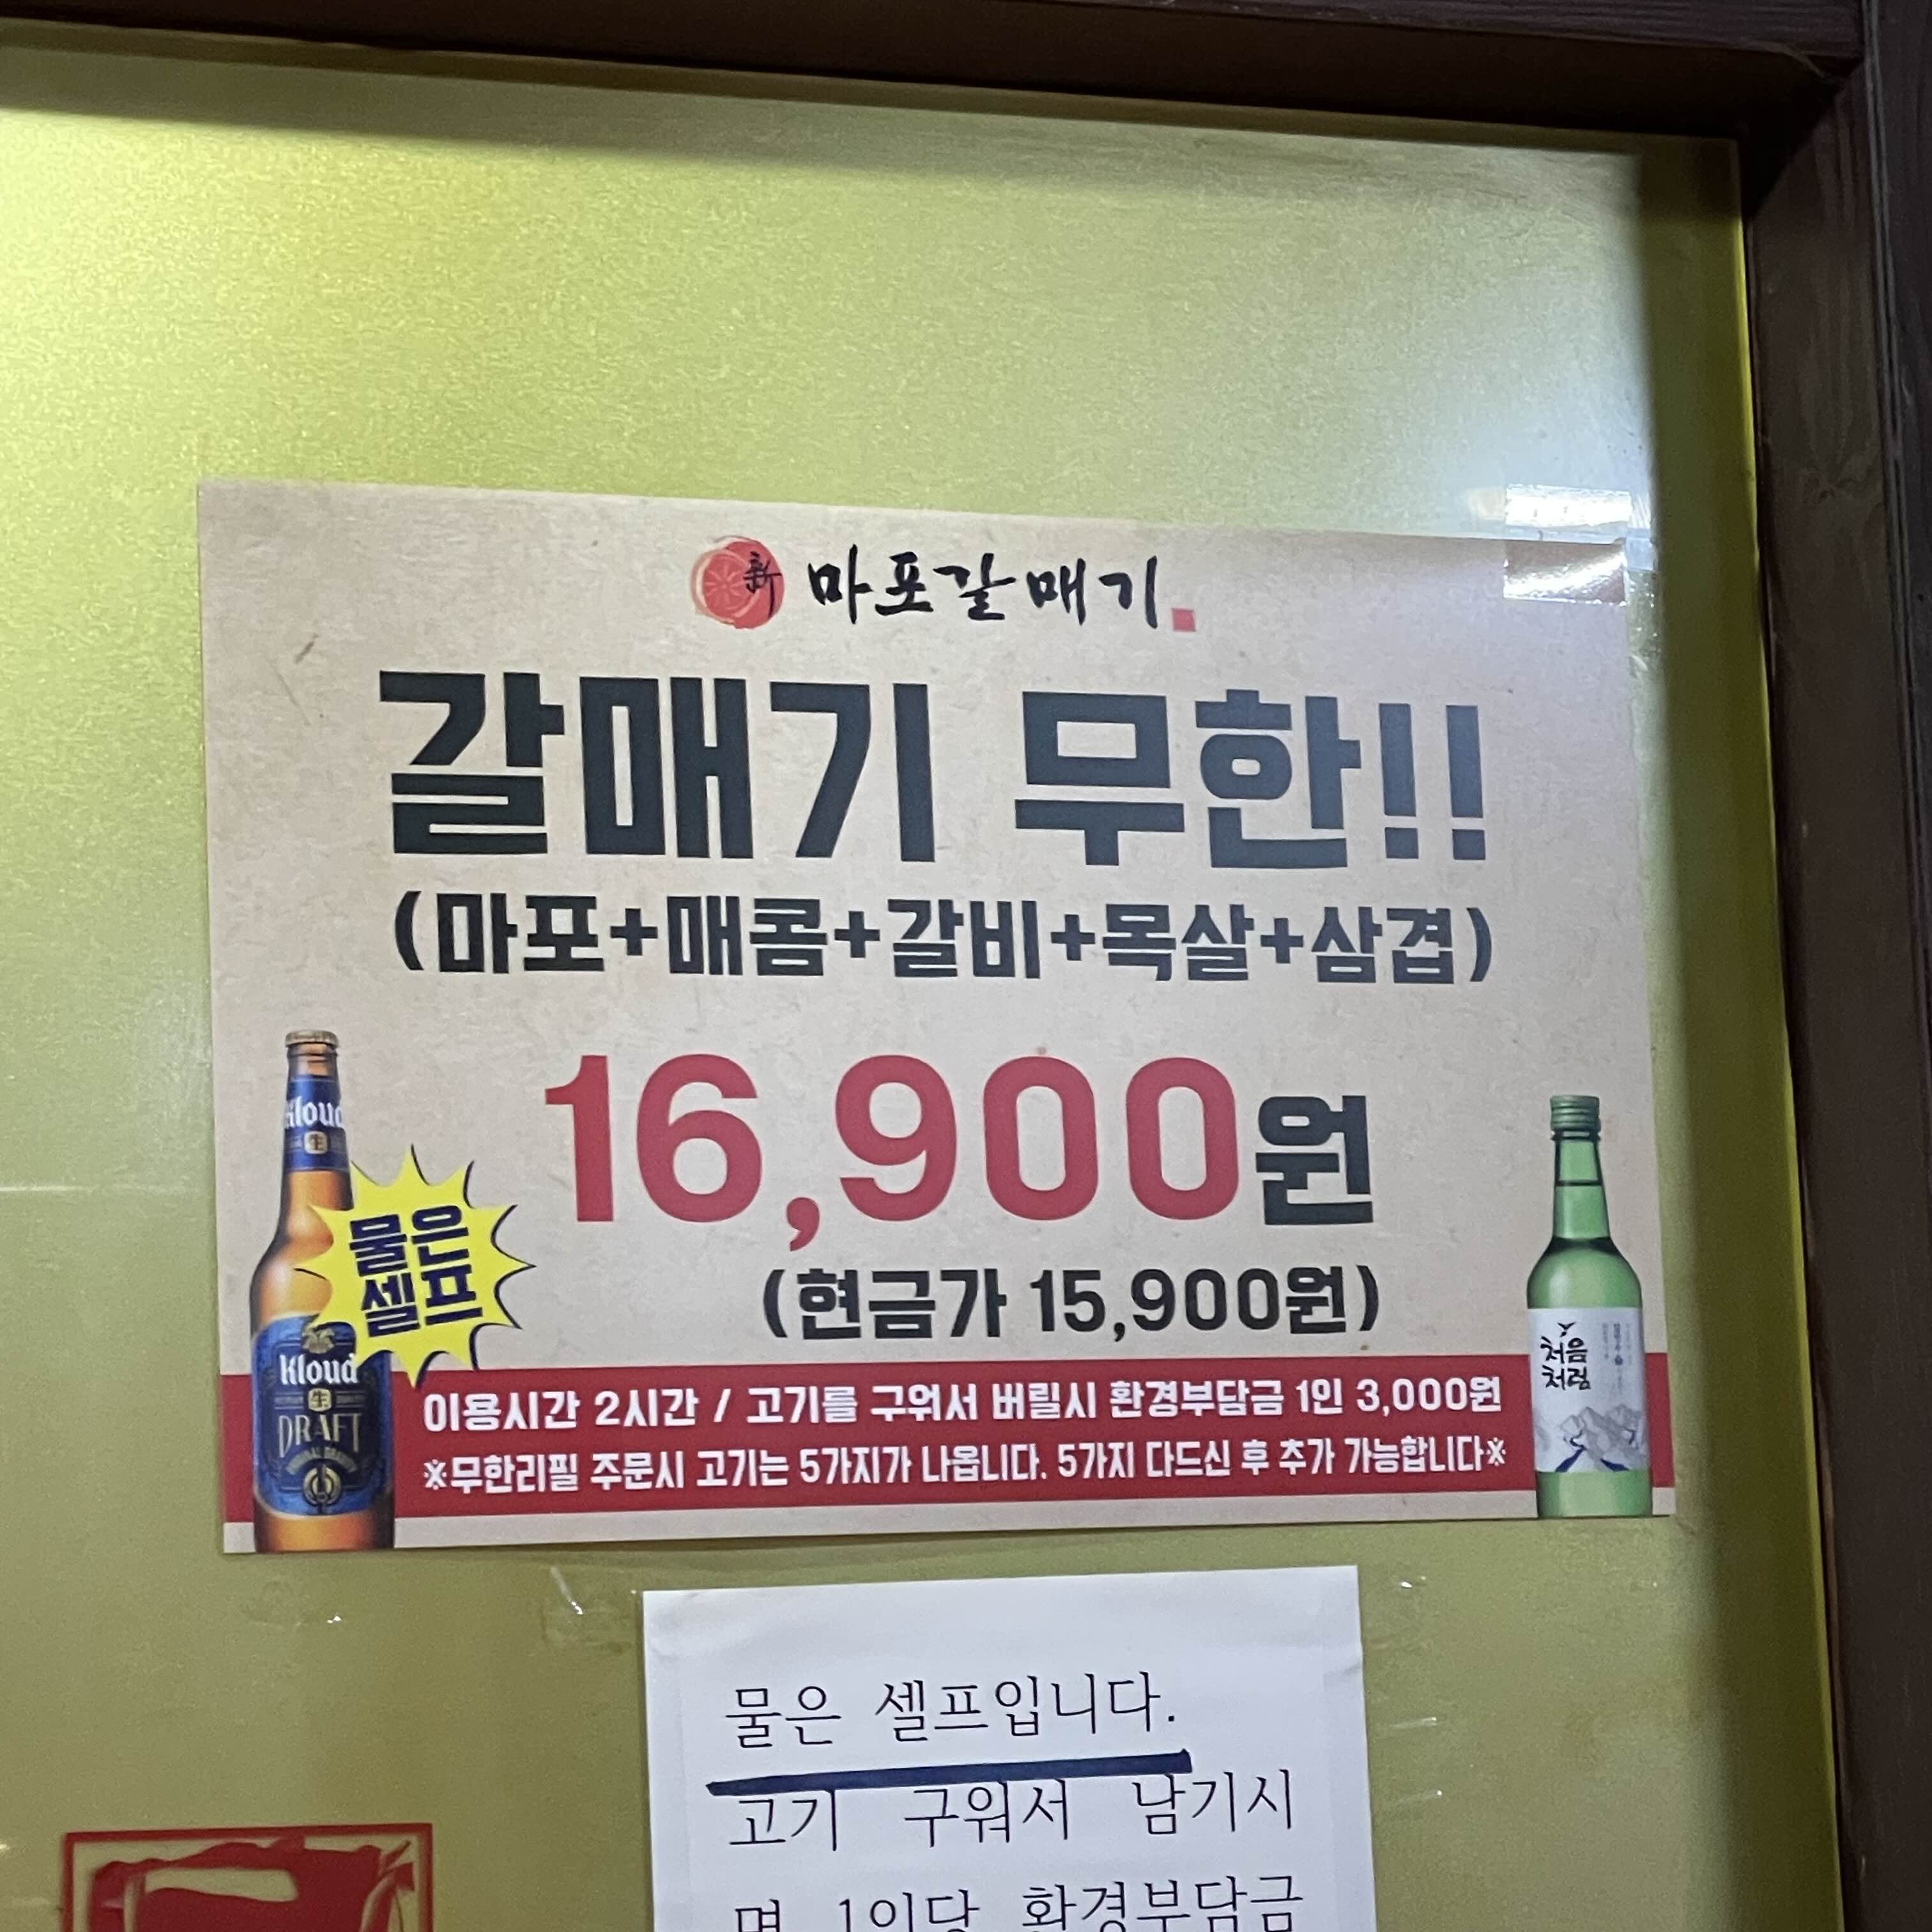 新 마포갈매기
갈매기 무한!!
(마포+매콤+갈비+목살+삼겹)
16,900원
(현금가 15,900원)
Kloud
生
물은
셀프
Kloud
生
DRAFT
처음
처럼
이용시간 2시간 / 고기를 구워서 버릴시 환경부담금 1인 3,000원
※무한리필 주문시 고기는 5가지가 나옵니다. 5가지 다드신 후 추가 가능합니다※
물은 셀프입니다.
고기 구워서 남기시
면 1인당 환경부담금